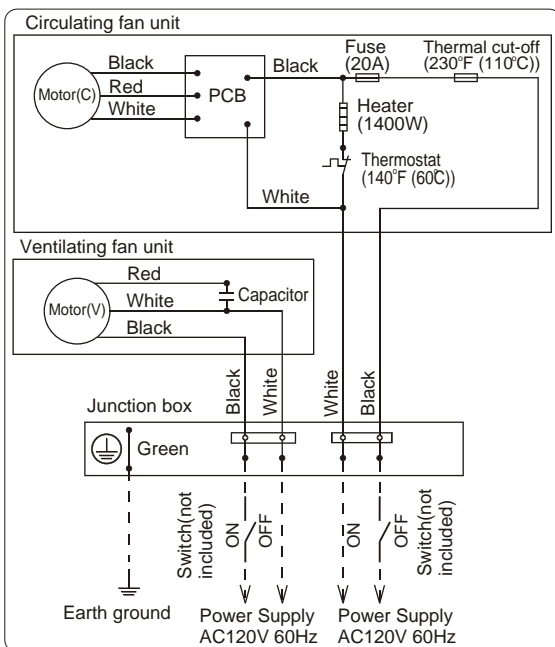 Circulating fan unit
Black
Red
White
Motor(C)
PCB
Black
Fuse
(20A)
Thermal cut-off
(230°F (110°C))
Heater
(1400W)
Thermostat
(140°F (60°C))
White
Ventilating fan unit
Red
White
Black
Motor(V)
Capacitor
Black
White
White
Black
Junction box
Green
Switch(not
included)
ON
OFF
ON
OFF
Switch(not
included)
Earth ground
Power Supply
AC120V 60Hz
Power Supply
AC120V 60Hz